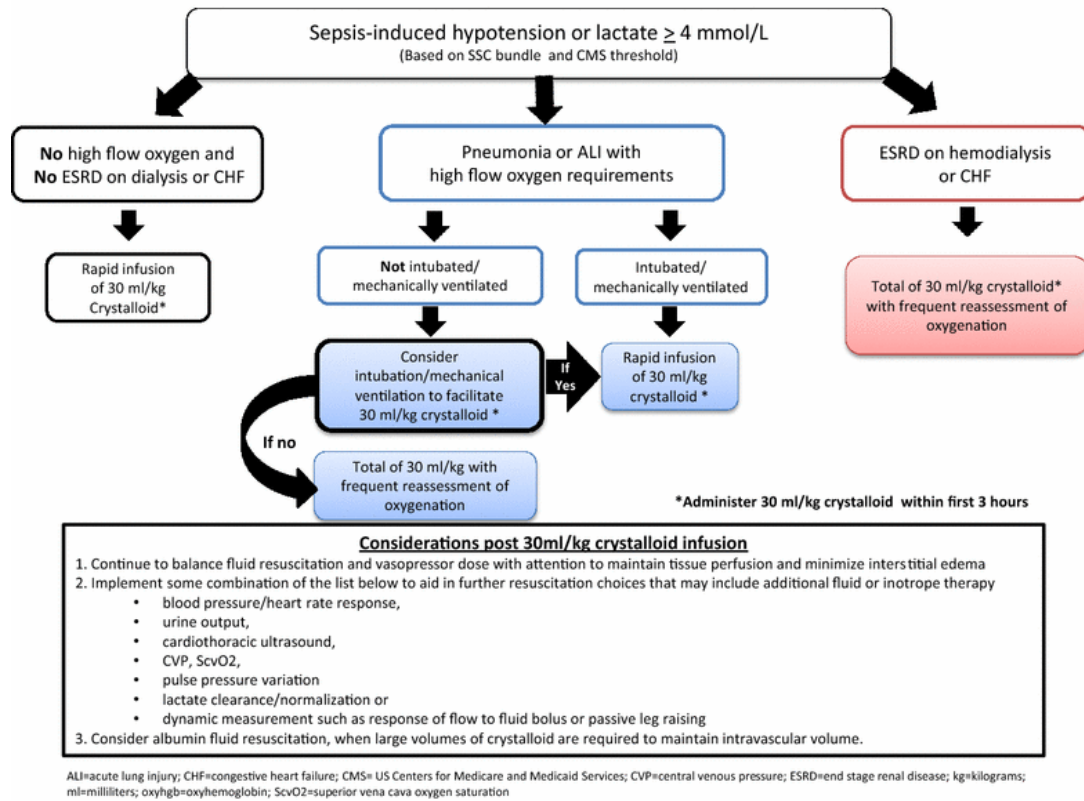 Sepsis-induced hypotension or lactate ≥ 4 mmol/L
(Based on SSC bundle and CMS threshold)
No high flow oxygen and
No ESRD on dialysis or CHF
Pneumonia or ALI with
high flow oxygen requirements
ESRD on hemodialysis
or CHF
Rapid infusion
of 30 ml/kg
Crystalloid*
Not intubated/
mechanically ventilated
Intubated/
mechanically ventilated
Total of 30 ml/kg crystalloid*
with frequent reassessment of
oxygenation
Consider
intubation/mechanical
ventilation to facilitate
30 ml/kg crystalloid *
If
Yes
Rapid infusion
of 30 ml/kg
crystalloid *
If no
Total of 30 ml/kg with
frequent reassessment of
oxygenation
*Administer 30 ml/kg crystalloid within first 3 hours
Considerations post 30ml/kg crystalloid infusion
1. Continue to balance fluid resuscitation and vasopressor dose with attention to maintain tissue perfusion and minimize interstitial edema
2. Implement some combination of the list below to aid in further resuscitation choices that may include additional fluid or inotrope therapy
• blood pressure/heart rate response,
• urine output,
• cardiothoracic ultrasound,
• CVP, ScvO2,
• pulse pressure variation
• lactate clearance/normalization or
• dynamic measurement such as response of flow to fluid bolus or passive leg raising
3. Consider albumin fluid resuscitation, when large volumes of crystalloid are required to maintain intravascular volume.
ALI=acute lung injury; CHF=congestive heart failure; CMS= US Centers for Medicare and Medicaid Services; CVP=central venous pressure; ESRD=end stage renal disease; kg=kilograms;
ml=milliliters; oxyhgb=oxyhemoglobin; ScvO2=superior vena cava oxygen saturation